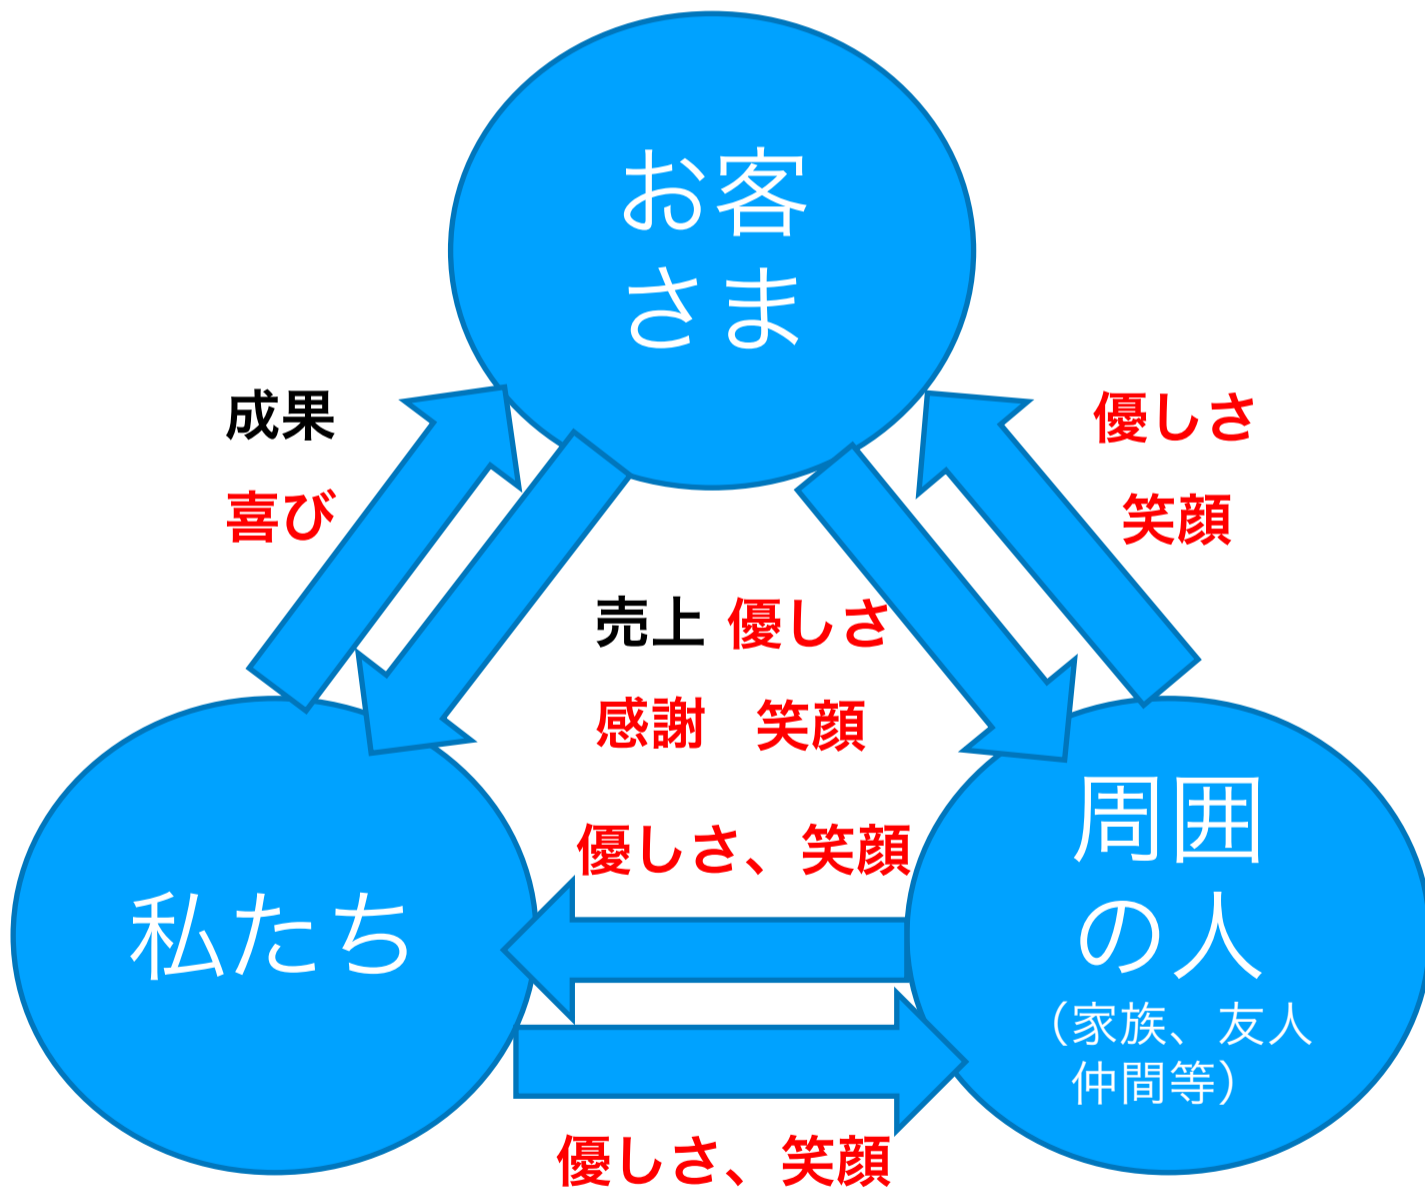 お客
さま
成果
喜び
優しさ
笑顔
売上 優しさ
感謝 笑顔
優しさ、笑顔
私たち
周囲
の人
（家族、友人
仲間等）
優しさ、笑顔